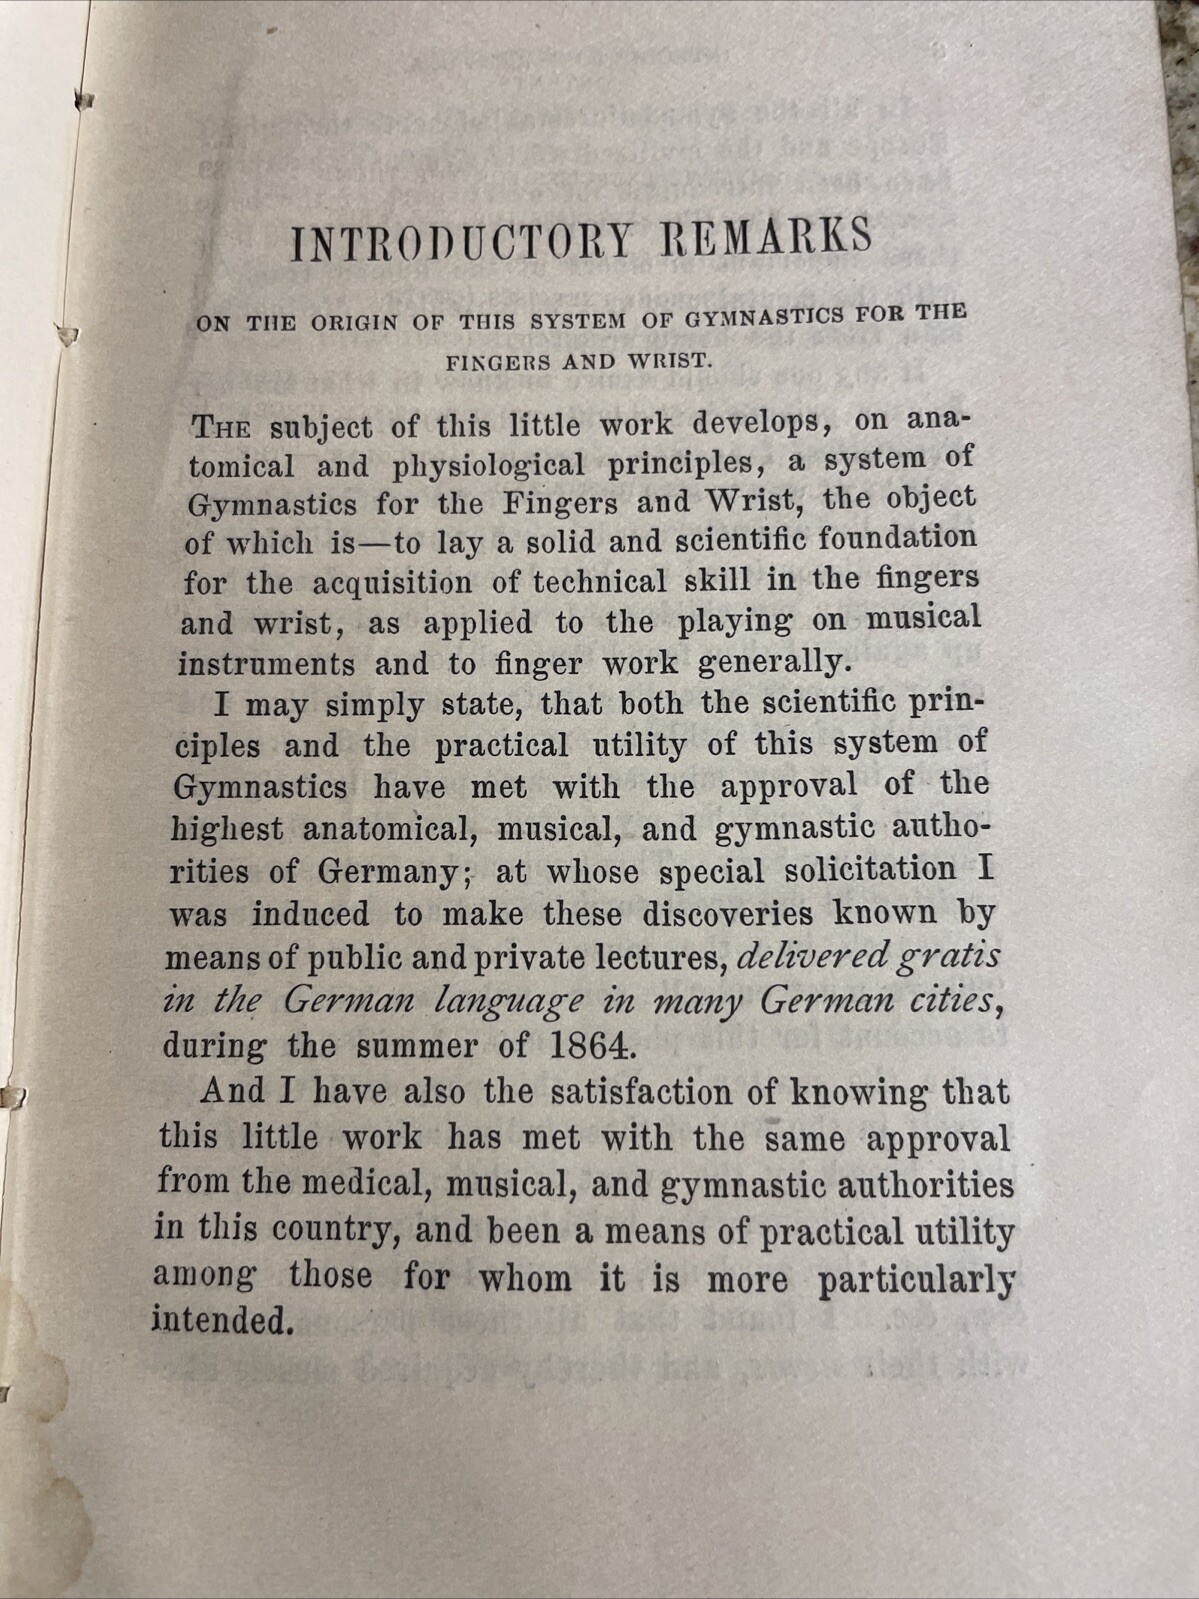 INTRODUCTORY REMARKS
ON THE ORIGIN OF THIS SYSTEM OF GYMNASTICS FOR THE
FINGERS AND WRIST.
THE subject of this little work develops, on ana-
tomical and physiological principles, a system of
Gymnastics for the Fingers and Wrist, the object
of which is—to lay a solid and scientific foundation
for the acquisition of technical skill in the fingers
and wrist, as applied to the playing on musical
instruments and to finger work generally.
I may simply state, that both the scientific prin-
ciples and the practical utility of this system of
Gymnastics have met with the approval of the
highest anatomical, musical, and gymnastic autho-
rities of Germany; at whose special solicitation I
was induced to make these discoveries known by
means of public and private lectures, delivered gratis
in the German language in many German cities,
during the summer of 1864.
And I have also the satisfaction of knowing that
this little work has met with the same approval
from the medical, musical, and gymnastic authorities
in this country, and been a means of practical utility
among those for whom it is more particularly
intended.